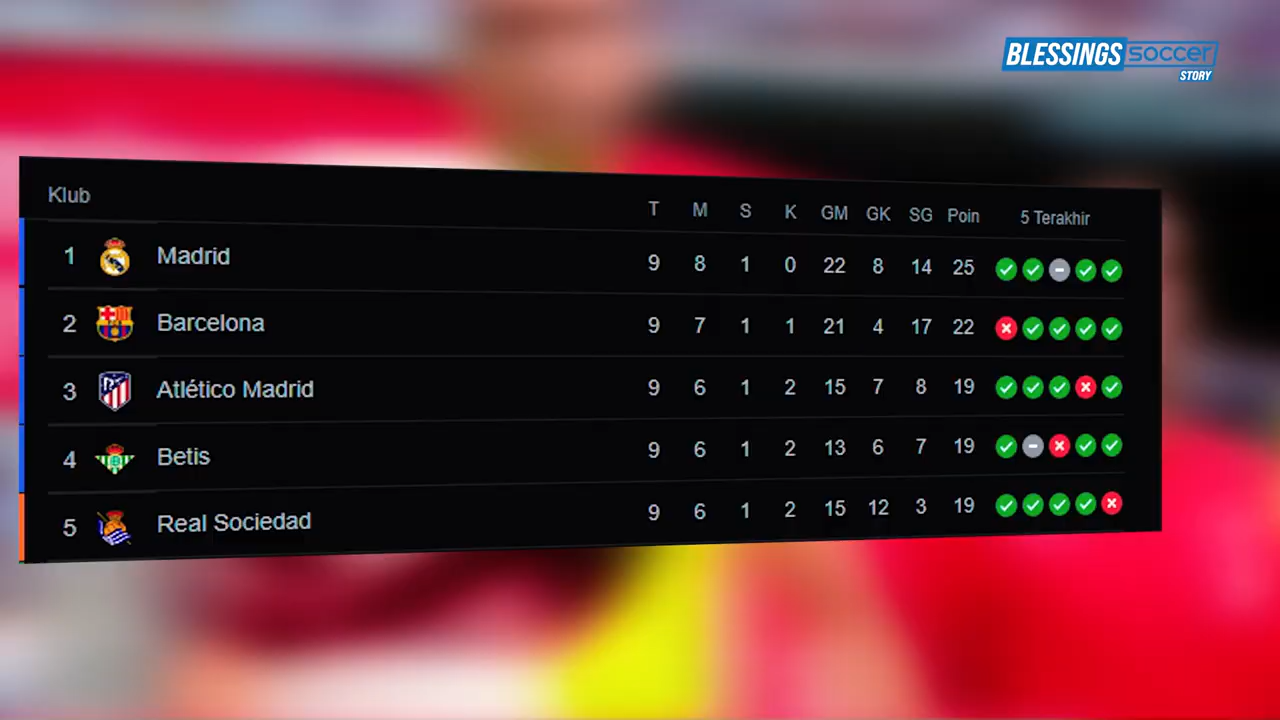 BLESSINGS soccer
STORY
Klub T M S K GM GK SG Poin 5 Terakhir
1 Madrid 9 8 1 0 22 8 14 25
2 Barcelona 9 7 1 1 21 4 17 22
3 Atlético Madrid 9 6 1 2 15 7 8 19
4 Betis 9 6 1 2 13 6 7 19
5 Real Sociedad 9 6 1 2 15 12 3 19